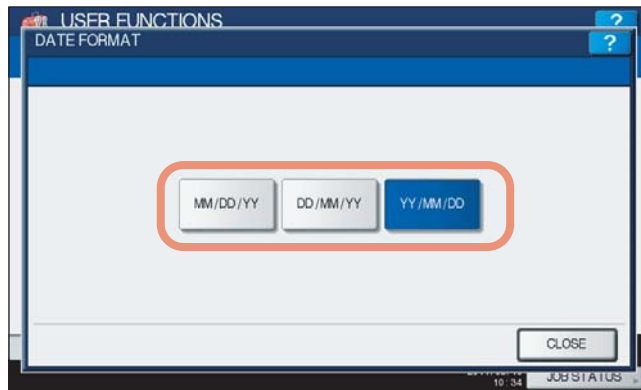 USER FUNCTIONS
?
DATE FORMAT
?
MM/DD/YY DD/MM/YY YY/MM/DD
CLOSE
10:34 JOB STATUS